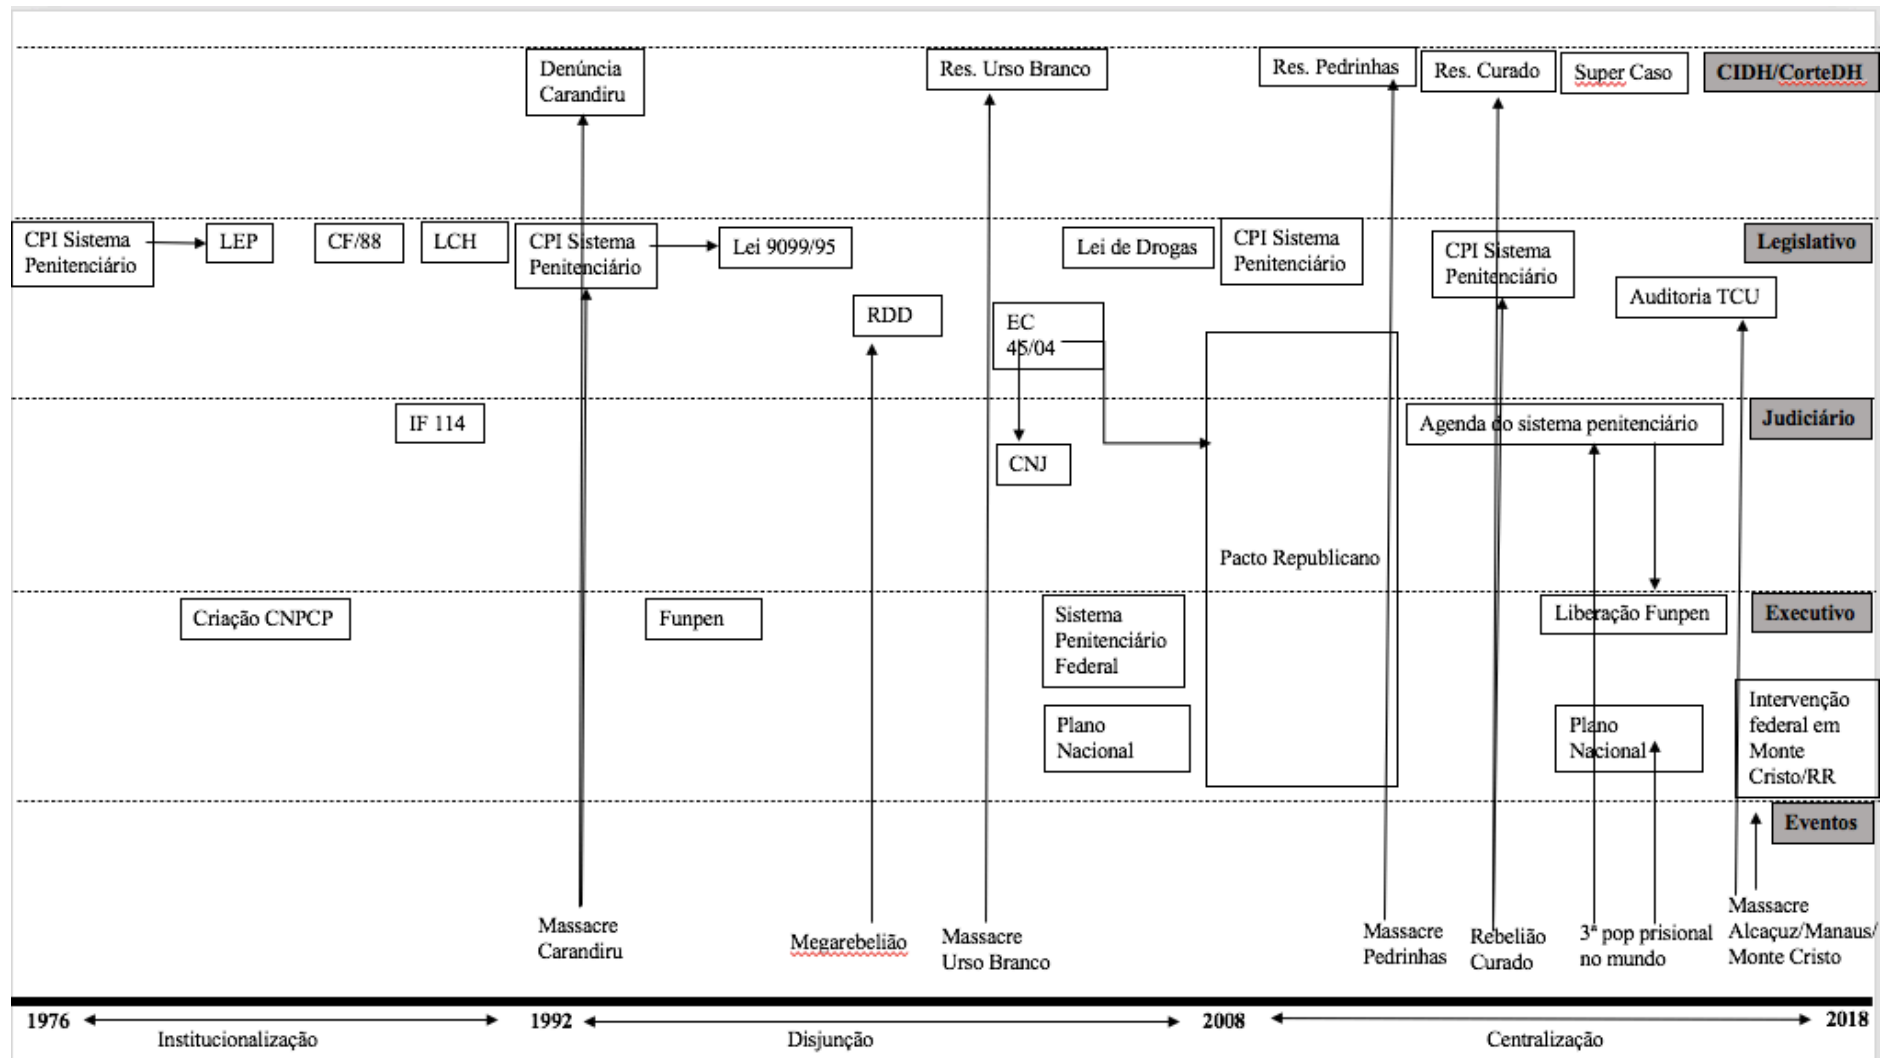 Denúncia
Carandiru
Res. Urso Branco
Res. Pedrinhas
Res. Curado
Super Caso
CIDH/CorteDH
CPI Sistema
Penitenciário
LEP
CF/88
LCH
CPI Sistema
Penitenciário
Lei 9099/95
Lei de Drogas
CPI Sistema
Penitenciário
CPI Sistema
Penitenciário
Legislativo
RDD
EC
45/04
Auditoria TCU
IF 114
CNJ
Agenda do sistema penitenciário
Judiciário
Pacto Republicano
Criação CNPCP
Funpen
Sistema
Penitenciário
Federal
Liberação Funpen
Executivo
Plano
Nacional
Plano
Nacional
Intervenção
federal em
Monte
Cristo/RR
Eventos
Massacre
Carandiru
Megarebelião
Massacre
Urso Branco
Massacre
Pedrinhas
Rebelião
Curado
3ª pop prisional
no mundo
Massacre
Alcaçuz/Manaus/
Monte Cristo
1976
Institucionalização
1992
Disjunção
2008
Centralização
2018